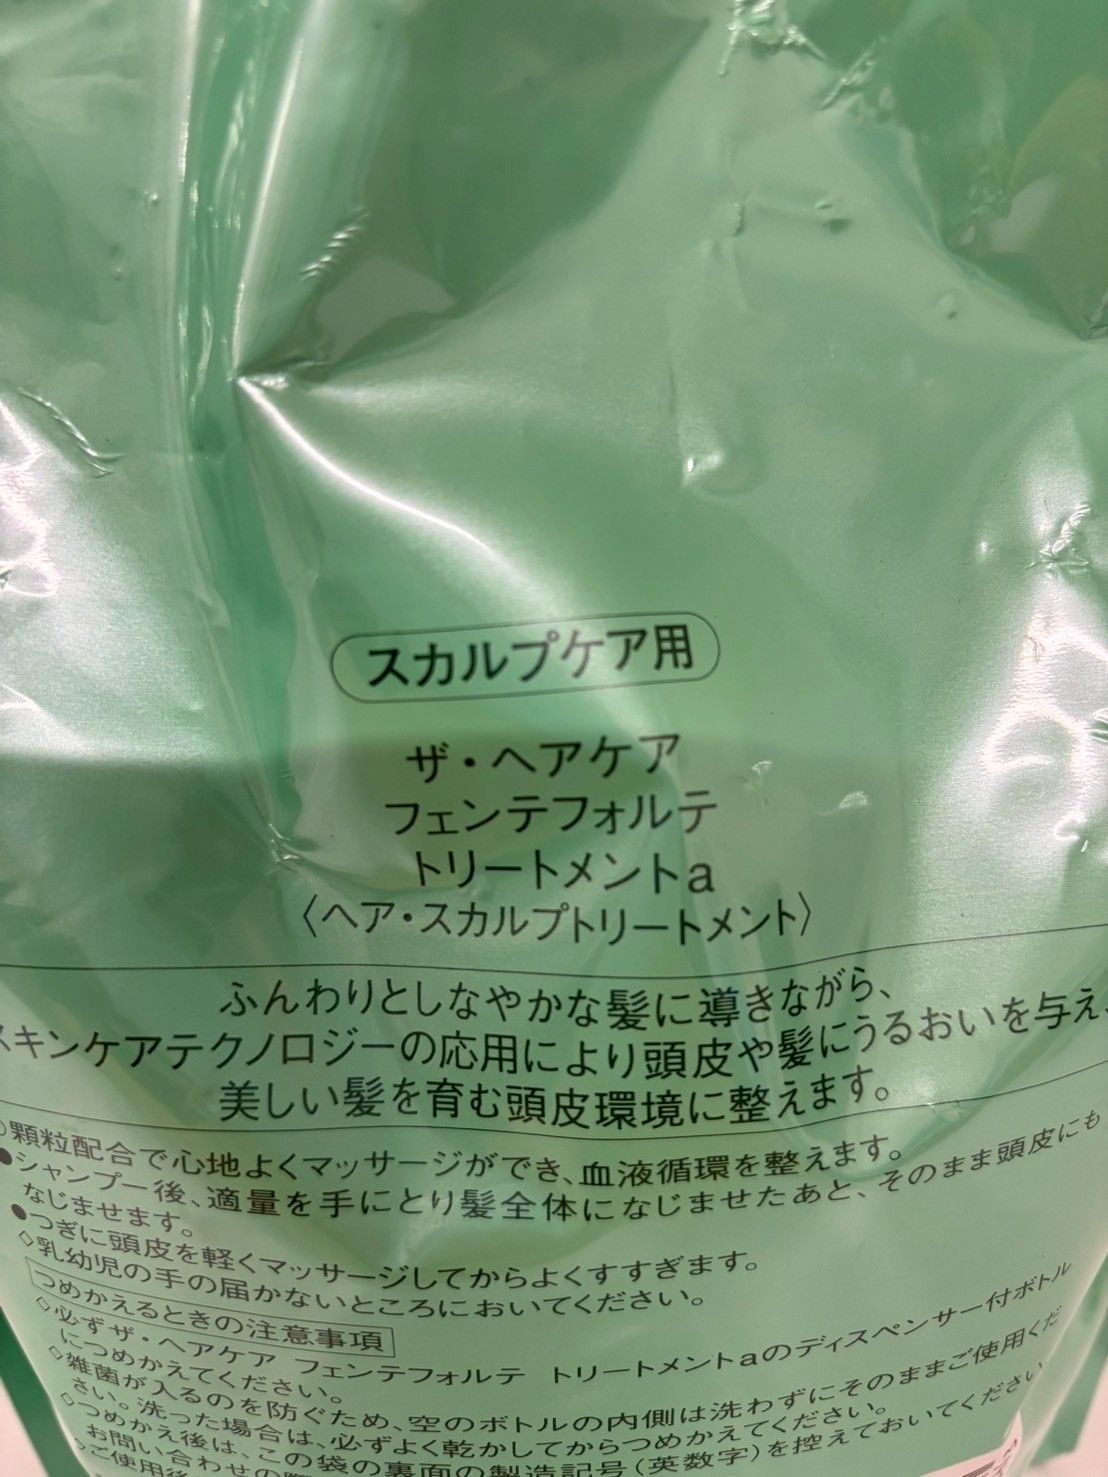 スカルプケア用
ザ・ヘアケア
フェンテフォルテ
トリートメントa
〈ヘア・スカルプトリートメント〉
ふんわりとしなやかな髪に導きながら、
スキンケアテクノロジーの応用により頭皮や髪にうるおいを与え、
美しい髪を育む頭皮環境に整えます。
○顆粒配合で心地よくマッサージができ、血液循環を整えます。
●シャンプー後、適量を手にとり髪全体になじませたあと、そのまま頭皮にも
なじませます。
●つぎに頭皮を軽くマッサージしてからよくすすぎます。
◇乳幼児の手の届かないところにおいてください。
つめかえるときの注意事項
◇必ずザ・ヘアケア フェンテフォルテ トリートメントaのディスペンサー付ボトル
につめかえてください。
◇雑菌が入るのを防ぐため、空のボトルの内側は洗わずにそのままご使用くだ
さい。洗った場合は、必ずよく乾かしてからつめかえてください。
◇つめかえ後は、この袋の裏面の製造記号(英数字)を控えておいてください
お問い合わせの際
◇ご使用後